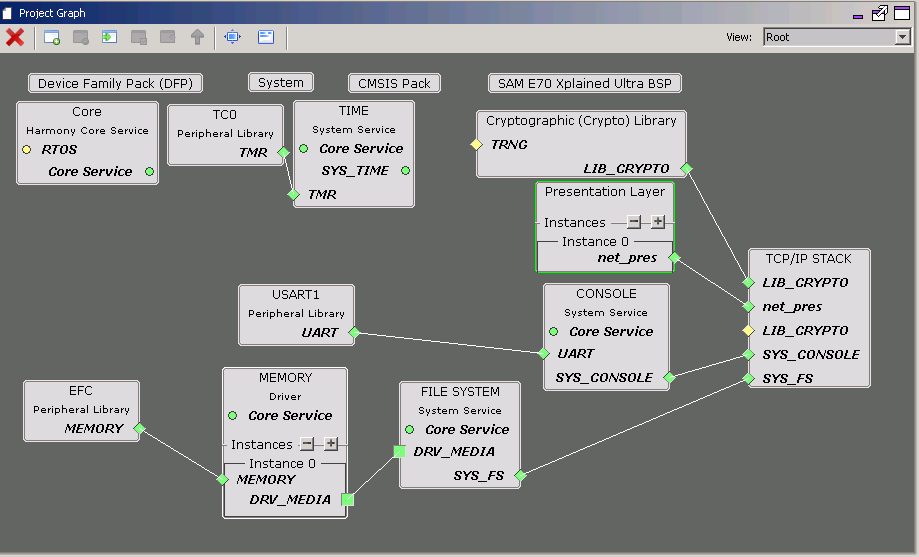 Project Graph
View: Root
Device Family Pack (DFP)
System
CMSIS Pack
SAM E70 Xplained Ultra BSP
Core
Harmony Core Service
RTOS
Core Service
TC0
Peripheral Library
TMR
TIME
System Service
Core Service
SYS_TIME
TMR
Cryptographic (Crypto) Library
TRNG
LIB_CRYPTO
Presentation Layer
Instances
Instance 0
net_pres
TCP/IP STACK
LIB_CRYPTO
net_pres
LIB_CRYPTO
SYS_CONSOLE
SYS_FS
USART1
Peripheral Library
UART
CONSOLE
System Service
Core Service
UART
SYS_CONSOLE
EFC
Peripheral Library
MEMORY
MEMORY
Driver
Core Service
Instances
Instance 0
MEMORY
DRV_MEDIA
FILE SYSTEM
System Service
Core Service
DRV_MEDIA
SYS_FS